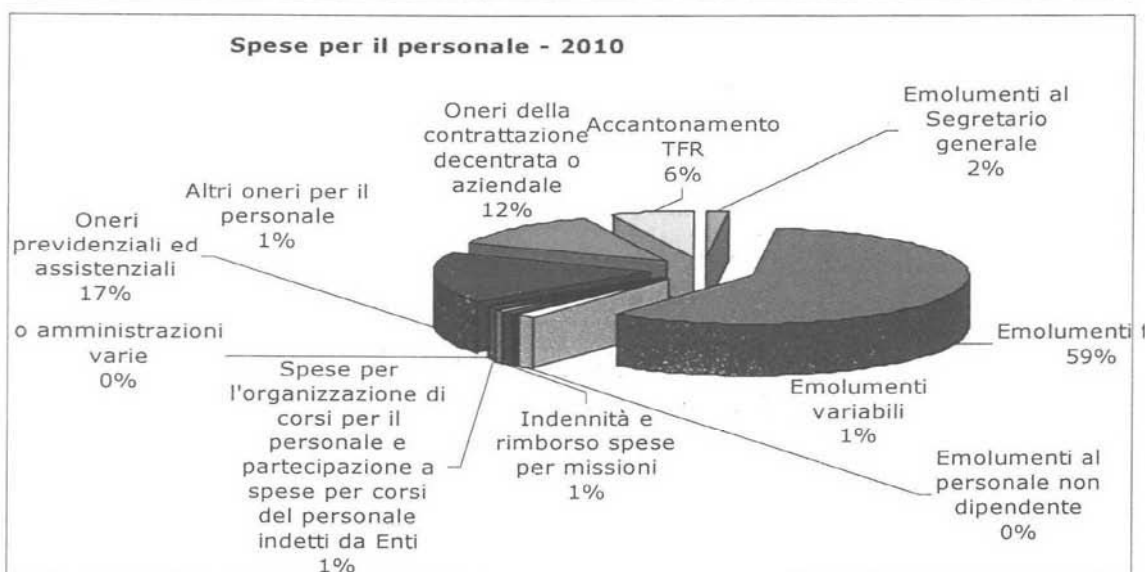 Spese per il personale - 2010
Emolumenti al
Segretario
generale
2%
Accantonamento
TFR
6%
Oneri della
contrattazione
decentrata o
aziendale
12%
Altri oneri per il
personale
1%
Oneri
previdenziali ed
assistenziali
17%
o amministrazioni
varie
0%
Spese per
l'organizzazione di
corsi per il
personale e
partecipazione a
spese per corsi
del personale
indetti da Enti
1%
Indennità e
rimborso spese
per missioni
1%
Emolumenti
variabili
1%
Emolumenti f
59%
Emolumenti al
personale non
dipendente
0%